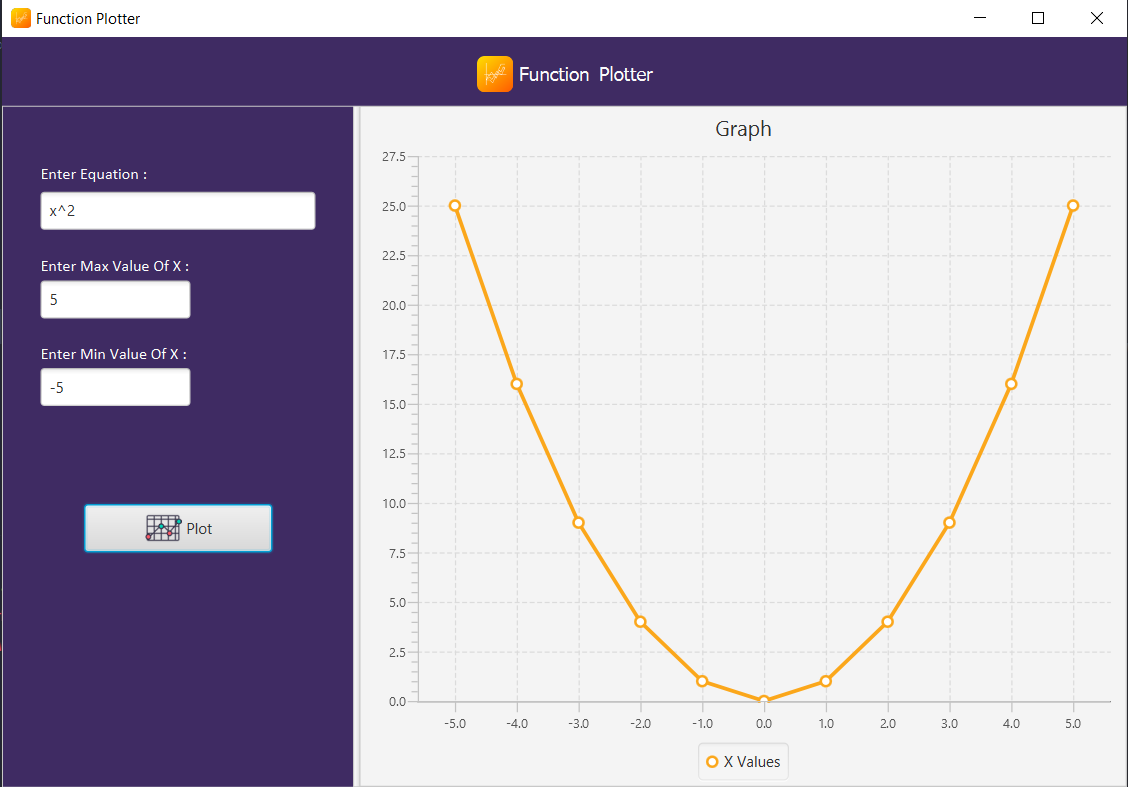 Function Plotter
Function Plotter
Enter Equation :
x^2
Enter Max Value Of X :
5
Enter Min Value Of X :
-5
Plot
Graph
27.5
25.0
22.5
20.0
17.5
15.0
12.5
10.0
7.5
5.0
2.5
0.0
-5.0 -4.0 -3.0 -2.0 -1.0 0.0 1.0 2.0 3.0 4.0 5.0
X Values